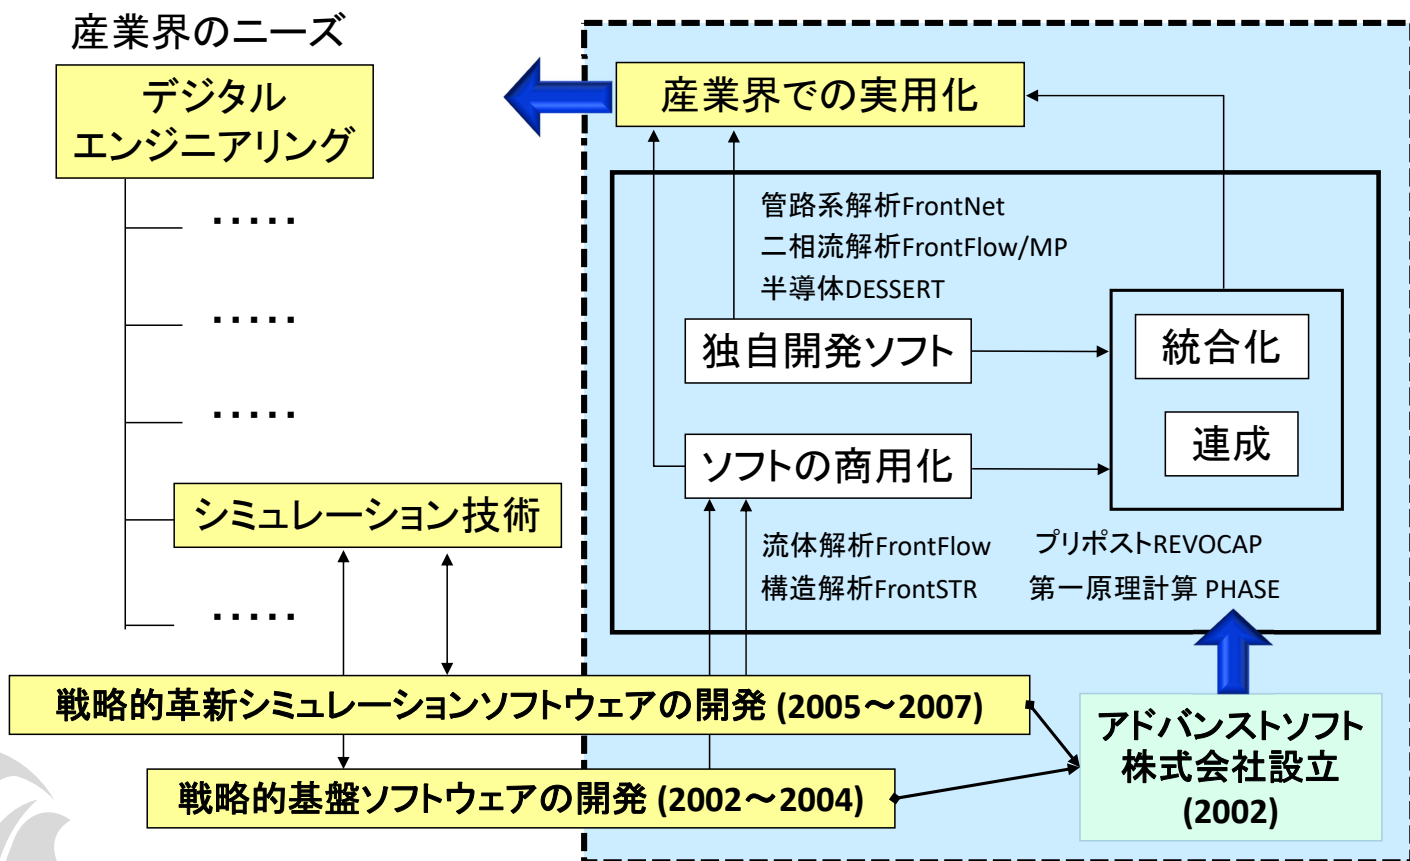 産業界のニーズ
デジタル
エンジニアリング
・・・・・
・・・・・
・・・・・
シミュレーション技術
・・・・・
産業界での実用化
管路系解析FrontNet
二相流解析FrontFlow/MP
半導体DESSERT
独自開発ソフト
統合化
連成
ソフトの商用化
流体解析FrontFlow
プリポストREVOCAP
構造解析FrontSTR
第一原理計算 PHASE
戦略的革新シミュレーションソフトウェアの開発 (2005～2007)
戦略的基盤ソフトウェアの開発 (2002～2004)
アドバンストソフト
株式会社設立
(2002)